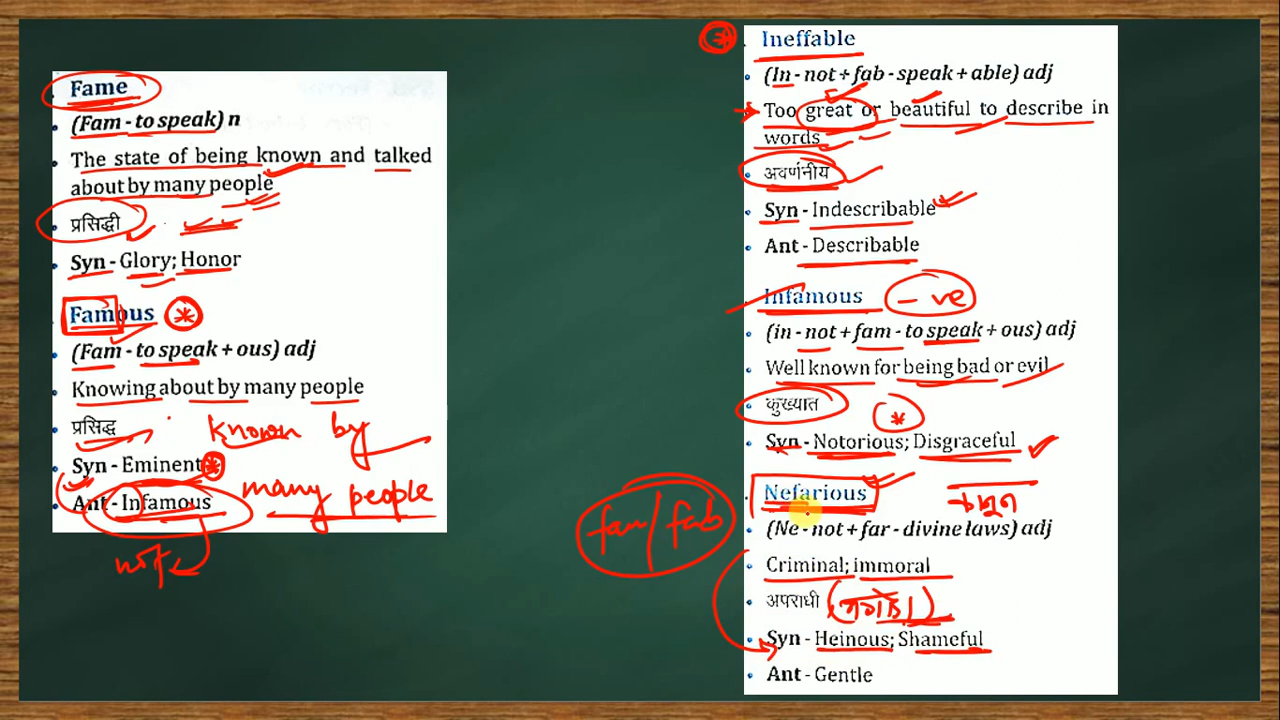 Fame
(Fam - to speak) n
The state of being known and talked
about by many people
प्रसिद्धी
Syn - Glory; Honor
Famous
(Fam - to speak + ous) adj
Knowing about by many people
प्रसिद्ध
known by
Syn - Eminent
many people
Ant - Infamous
not
Ineffable
(In - not + fab - speak + able) adj
Too great or beautiful to describe in
words
अवर्णनीय
Syn - Indescribable
Ant - Describable
Infamous
- ve
(in - not + fam - to speak + ous) adj
Well known for being bad or evil
कुख्यात
Syn - Notorious; Disgraceful
Nefarious
fam/fab
(Ne - not + far - divine laws) adj
Criminal; immoral
अपराधी
Syn - Heinous; Shameful
Ant - Gentle